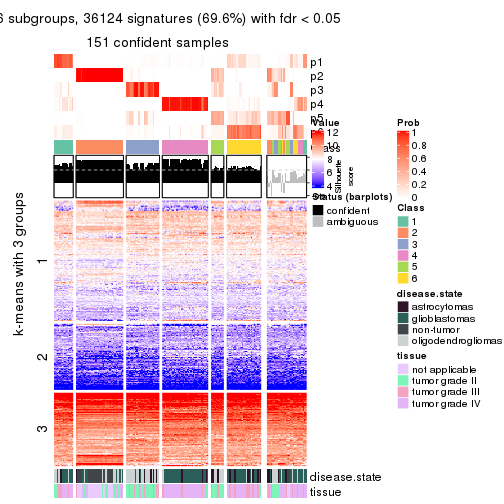 6 subgroups, 36124 signatures (69.6%) with fdr < 0.05
151 confident samples
p1
p2
p3
p4
p5
Value
12
10
8
6
4
Silhouette
score
Prob
1
0.8
0.6
0.4
0.2
0
Status (barplots)
confident
ambiguous
Class
1
2
3
4
5
6
disease.state
astrocytomas
glioblastomas
non-tumor
oligodendrogliomas
tissue
not applicable
tumor grade II
tumor grade III
tumor grade IV
k-means with 3 groups
1
2
3
disease.state
tissue